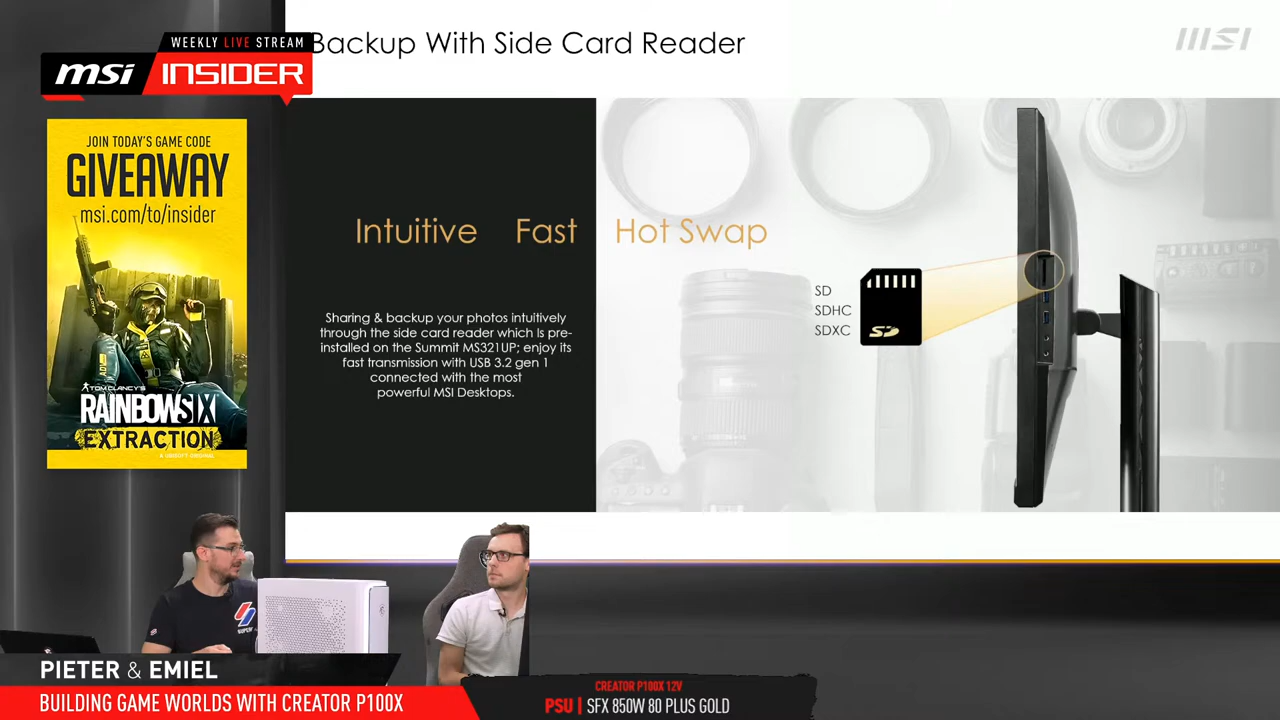 Backup With Side Card Reader
msi
WEEKLY LIVE STREAM
msi INSIDER
JOIN TODAY'S GAME CODE
GIVEAWAY
msi.com/to/insider
TOM CLANCY'S
RAINBOW SIX
EXTRACTION
A UBISOFT ORIGINAL
Intuitive Fast Hot Swap
Sharing & backup your photos intuitively
through the side card reader which is pre-
installed on the Summit MS321UP; enjoy its
fast transmission with USB 3.2 gen 1
connected with the most
powerful MSI Desktops.
SD
SDHC
SDXC
SD
PIETER & EMIEL
BUILDING GAME WORLDS WITH CREATOR P100X
CREATOR P100X 12V
PSU | SFX 850W 80 PLUS GOLD